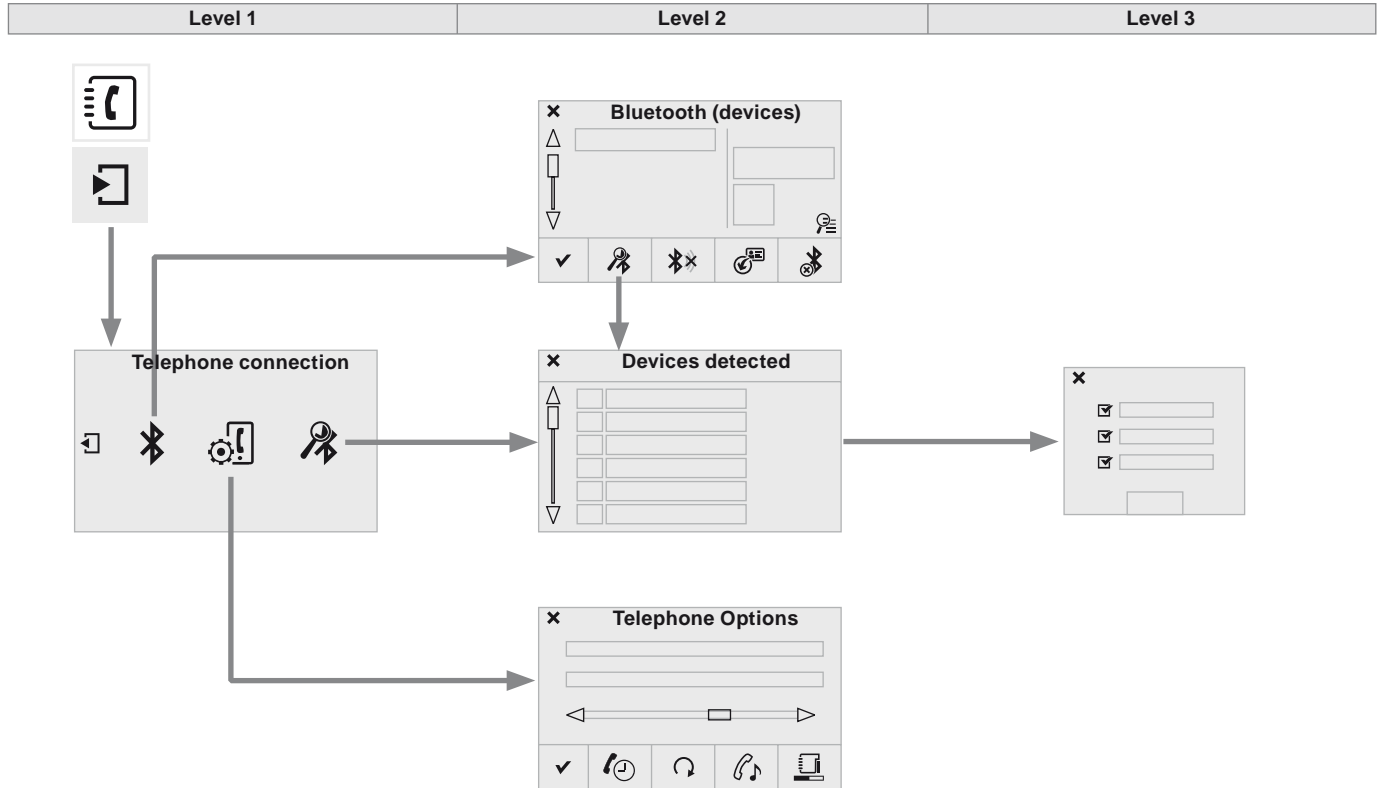 Level 1
Level 2
Level 3
Bluetooth (devices)
Telephone connection
Devices detected
Telephone Options